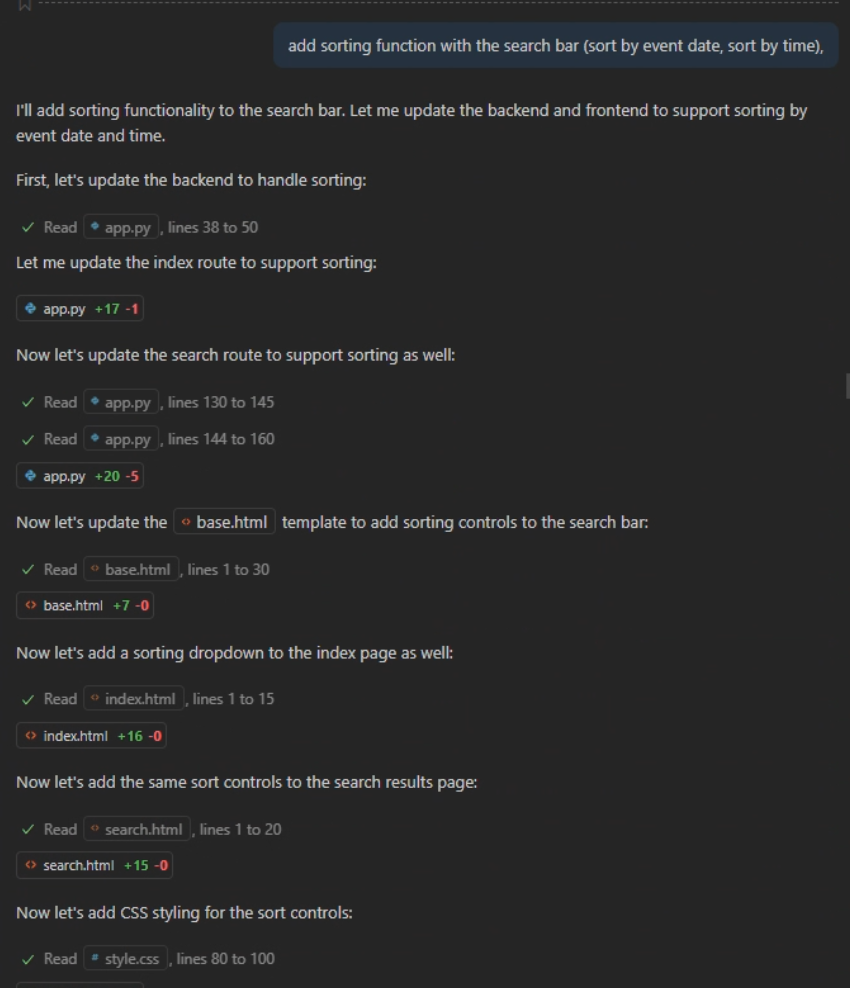 add sorting function with the search bar (sort by event date, sort by time),
I'll add sorting functionality to the search bar. Let me update the backend and frontend to support sorting by
event date and time.
First, let's update the backend to handle sorting:
Read app.py, lines 38 to 50
Let me update the index route to support sorting:
app.py +17 -1
Now let's update the search route to support sorting as well:
Read app.py, lines 130 to 145
Read app.py, lines 144 to 160
app.py +20 -5
Now let's update the <> base.html template to add sorting controls to the search bar:
Read <> base.html, lines 1 to 30
<> base.html +7 -0
Now let's add a sorting dropdown to the index page as well:
Read <> index.html, lines 1 to 15
<> index.html +16 -0
Now let's add the same sort controls to the search results page:
Read <> search.html, lines 1 to 20
<> search.html +15 -0
Now let's add CSS styling for the sort controls:
Read # style.css, lines 80 to 100